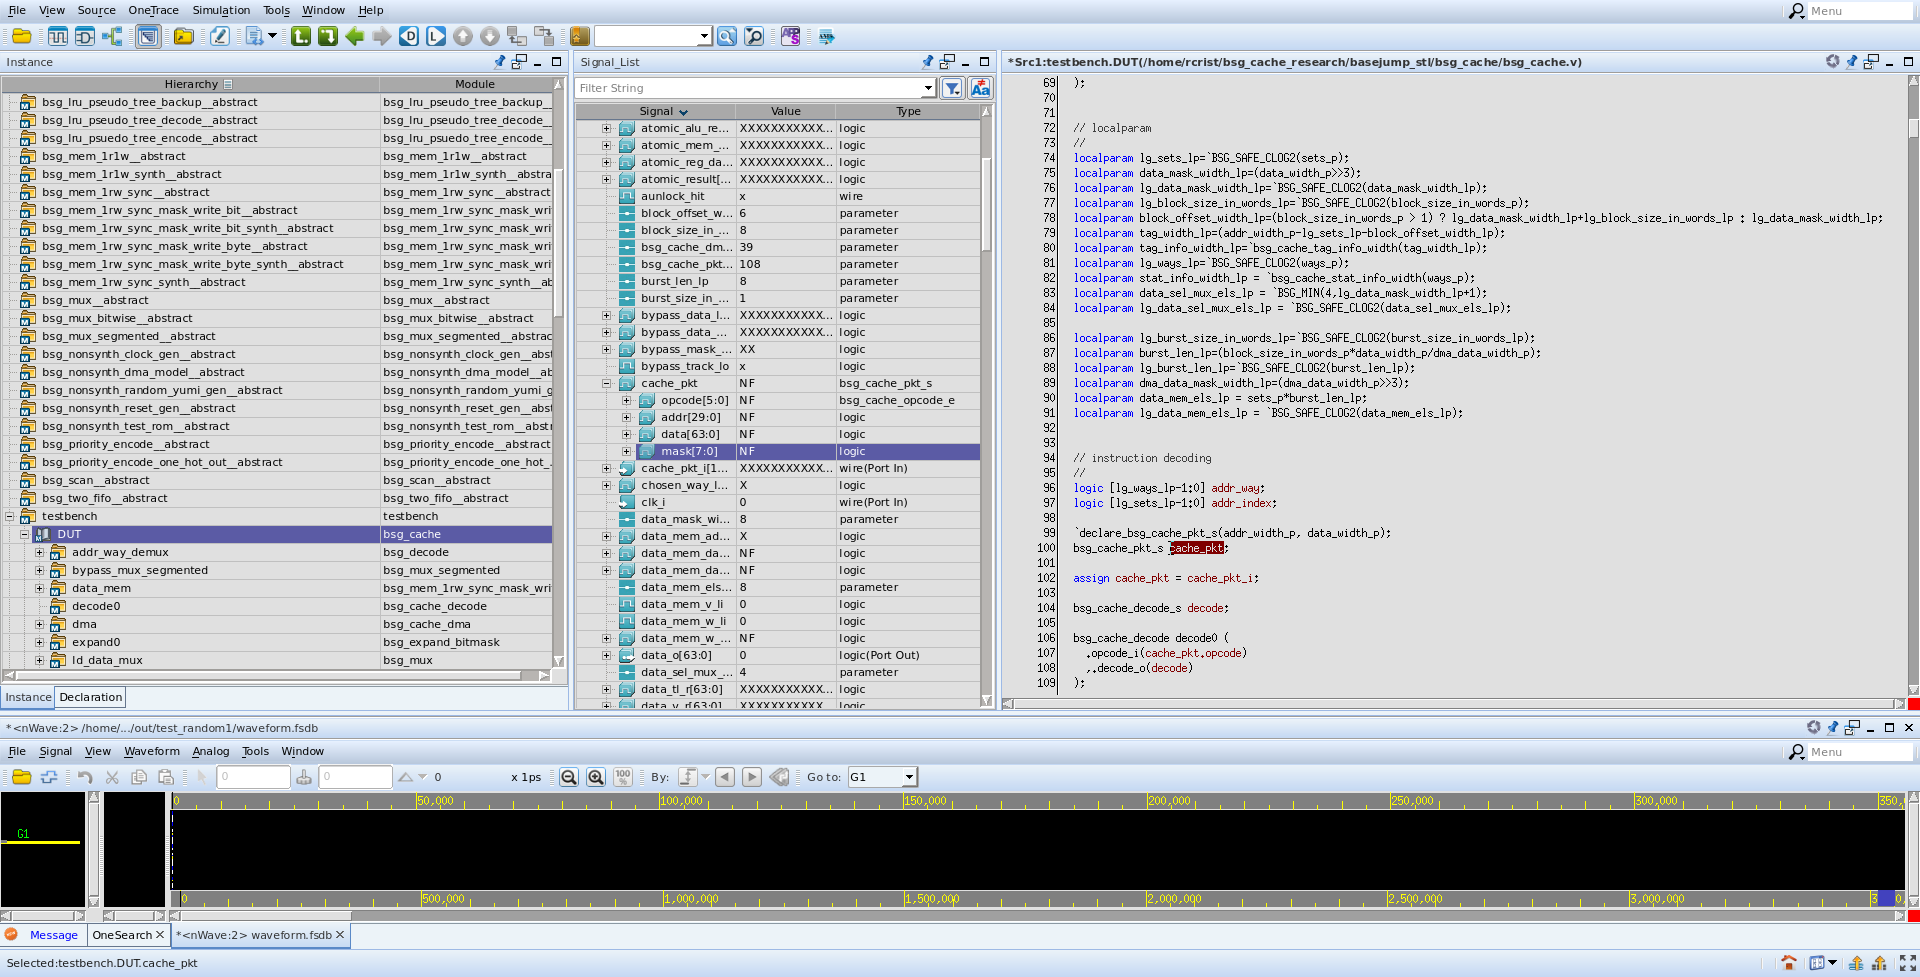 File View Source OneTrace Simulation Tools Window Help
Menu
Instance
Hierarchy Module
bsg_lru_pseudo_tree_backup__abstract bsg_lru_pseudo_tree_backup_
bsg_lru_pseudo_tree_decode__abstract bsg_lru_pseudo_tree_decode_
bsg_lru_psuedo_tree_encode__abstract bsg_lru_psuedo_tree_encode_
bsg_mem_1r1w__abstract bsg_mem_1r1w__abstract
bsg_mem_1r1w_synth__abstract bsg_mem_1r1w_synth__abstra
bsg_mem_1rw_sync__abstract bsg_mem_1rw_sync__abstract
bsg_mem_1rw_sync_mask_write_bit__abstract bsg_mem_1rw_sync_mask_wri
bsg_mem_1rw_sync_mask_write_bit_synth__abstract bsg_mem_1rw_sync_mask_wri
bsg_mem_1rw_sync_mask_write_byte__abstract bsg_mem_1rw_sync_mask_wri
bsg_mem_1rw_sync_mask_write_byte_synth__abstract bsg_mem_1rw_sync_mask_wri
bsg_mem_1rw_sync_synth__abstract bsg_mem_1rw_sync_synth__ab
bsg_mux__abstract bsg_mux__abstract
bsg_mux_bitwise__abstract bsg_mux_bitwise__abstract
bsg_mux_segmented__abstract bsg_mux_segmented__abstrac
bsg_nonsynth_clock_gen__abstract bsg_nonsynth_clock_gen__abst
bsg_nonsynth_dma_model__abstract bsg_nonsynth_dma_model__ab
bsg_nonsynth_random_yumi_gen__abstract bsg_nonsynth_random_yumi_g
bsg_nonsynth_reset_gen__abstract bsg_nonsynth_reset_gen__abst
bsg_nonsynth_test_rom__abstract bsg_nonsynth_test_rom__abstr
bsg_priority_encode__abstract bsg_priority_encode__abstract
bsg_priority_encode_one_hot_out__abstract bsg_priority_encode_one_hot_.
bsg_scan__abstract bsg_scan__abstract
bsg_two_fifo__abstract bsg_two_fifo__abstract
testbench testbench
DUT bsg_cache
addr_way_demux bsg_decode
bypass_mux_segmented bsg_mux_segmented
data_mem bsg_mem_1rw_sync_mask_wri
decode0 bsg_cache_decode
dma bsg_cache_dma
expand0 bsg_expand_bitmask
ld_data_mux bsg_mux
Instance Declaration
Signal_List
Filter String
Signal Value Type
atomic_alu_re... XXXXXXXXXXX... logic
atomic_mem_... XXXXXXXXXXX... logic
atomic_reg_da... XXXXXXXXXXX... logic
atomic_result[... XXXXXXXXXXX... logic
aunlock_hit x wire
block_offset_w... 6 parameter
block_size_in_... 8 parameter
bsg_cache_dm... 39 parameter
bsg_cache_pkt... 108 parameter
burst_len_lp 8 parameter
burst_size_in_... 1 parameter
bypass_data_l... XXXXXXXXXXX... logic
bypass_data_... XXXXXXXXXXX... logic
bypass_mask_... XX logic
bypass_track_lo x logic
cache_pkt NF bsg_cache_pkt_s
opcode[5:0] NF bsg_cache_opcode_e
addr[29:0] NF logic
data[63:0] NF logic
mask[7:0] NF logic
cache_pkt_i[1... XXXXXXXXXXX... wire(Port In)
chosen_way_l... X logic
clk_i 0 wire(Port In)
data_mask_wi... 8 parameter
data_mem_ad... X logic
data_mem_da... NF logic
data_mem_da... NF logic
data_mem_els... 8 parameter
data_mem_v_li 0 logic
data_mem_w_li 0 logic
data_mem_w_... NF logic
data_o[63:0] 0 logic(Port Out)
data_sel_mux_... 4 parameter
data_tl_r[63:0] XXXXXXXXXXX... logic
data_v_r[63:0] XXXXXXXXXXX... logic
*Src1:testbench.DUT(/home/rcrist/bsg_cache_research/basejump_stl/bsg_cache/bsg_cache.v)
69 );
70
71
72 // localparam
73 //
74 localparam lg_sets_lp=`BSG_SAFE_CLOG2(sets_p);
75 localparam data_mask_width_lp=(data_width_p>>3);
76 localparam lg_data_mask_width_lp=`BSG_SAFE_CLOG2(data_mask_width_lp);
77 localparam lg_block_size_in_words_lp=`BSG_SAFE_CLOG2(block_size_in_words_p);
78 localparam block_offset_width_lp=(block_size_in_words_p > 1) ? lg_data_mask_width_lp+lg_block_size_in_words_lp : lg_data_mask_width_lp;
79 localparam tag_width_lp=(addr_width_p-lg_sets_lp-block_offset_width_lp);
80 localparam tag_info_width_lp=`bsg_cache_tag_info_width(tag_width_lp);
81 localparam lg_ways_lp=`BSG_SAFE_CLOG2(ways_p);
82 localparam stat_info_width_lp = `bsg_cache_stat_info_width(ways_p);
83 localparam data_sel_mux_els_lp = `BSG_MIN(4,lg_data_mask_width_lp+1);
84 localparam lg_data_sel_mux_els_lp = `BSG_SAFE_CLOG2(data_sel_mux_els_lp);
85
86 localparam lg_burst_size_in_words_lp=`BSG_SAFE_CLOG2(burst_size_in_words_lp);
87 localparam burst_len_lp=(block_size_in_words_p*data_width_p/dma_data_width_p);
88 localparam lg_burst_len_lp=`BSG_SAFE_CLOG2(burst_len_lp);
89 localparam dma_data_mask_width_lp=(dma_data_width_p>>3);
90 localparam data_mem_els_lp = sets_p*burst_len_lp;
91 localparam lg_data_mem_els_lp = `BSG_SAFE_CLOG2(data_mem_els_lp);
92
93
94 // instruction decoding
95 //
96 logic [lg_ways_lp-1:0] addr_way;
97 logic [lg_sets_lp-1:0] addr_index;
98
99 `declare_bsg_cache_pkt_s(addr_width_p, data_width_p);
100 bsg_cache_pkt_s cache_pkt;
101
102 assign cache_pkt = cache_pkt_i;
103
104 bsg_cache_decode_s decode;
105
106 bsg_cache_decode decode0 (
107 .opcode_i(cache_pkt.opcode)
108 ,.decode_o(decode)
109 );
*<nWave:2> /home/.../out/test_random1/waveform.fsdb
File Signal View Waveform Analog Tools Window
Menu
0 0 0 x 1ps 100 % By: Go to: G1
0 50,000 100,000 150,000 200,000 250,000 300,000 350,
G1
0 500,000 1,000,000 1,500,000 2,000,000 2,500,000 3,000,000 3
Message OneSearch *<nWave:2> waveform.fsdb
Selected:testbench.DUT.cache_pkt